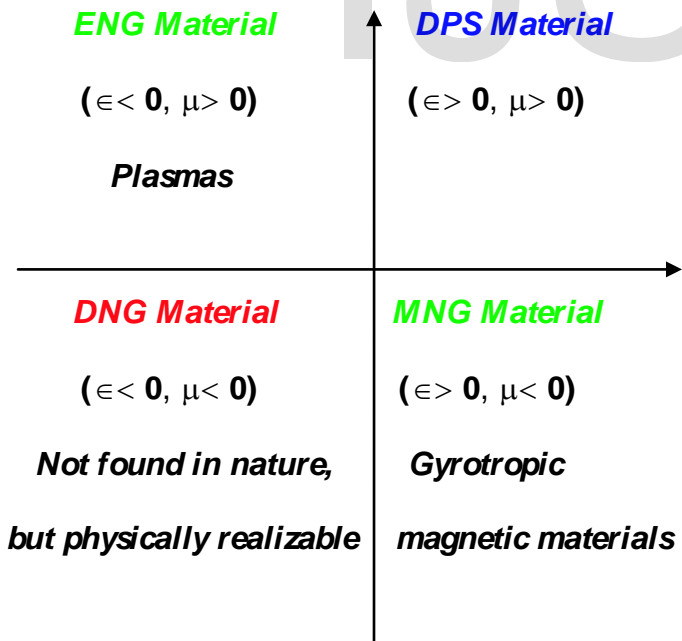 ENG Material
(∈< 0, μ> 0)
Plasmas
DPS Material
(∈> 0, μ> 0)
DNG Material
(∈< 0, μ< 0)
Not found in nature,
but physically realizable
MNG Material
(∈> 0, μ< 0)
Gyrotropic
magnetic materials